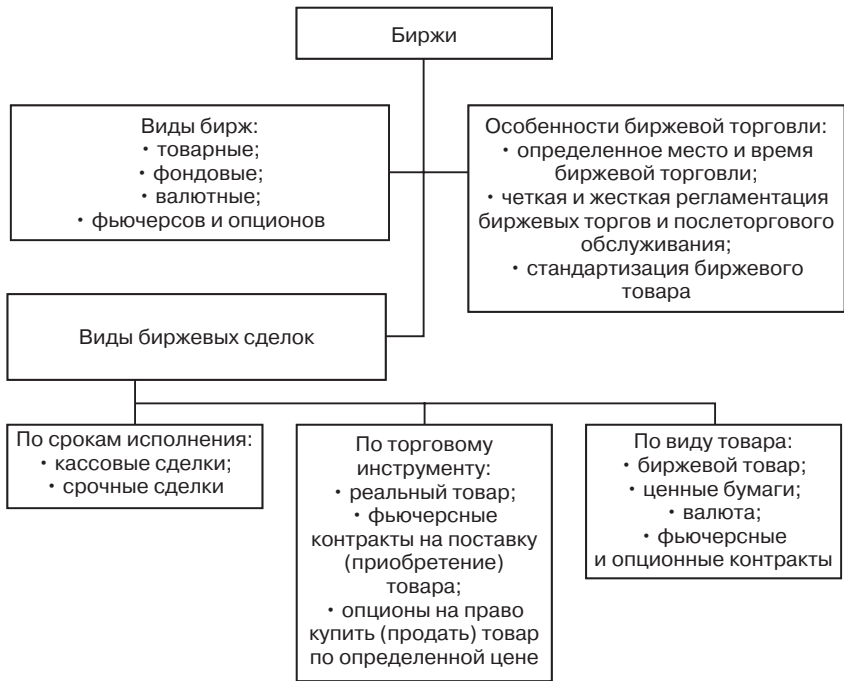 Биржи
Виды бирж:
• товарные;
• фондовые;
• валютные;
• фьючерсов и опционов
Особенности биржевой торговли:
• определенное место и время
биржевой торговли;
• четкая и жесткая регламентация
биржевых торгов и послеторгового
обслуживания;
• стандартизация биржевого
товара
Виды биржевых сделок
По срокам исполнения:
• кассовые сделки;
• срочные сделки
По торговому
инструменту:
• реальный товар;
• фьючерсные
контракты на поставку
(приобретение)
товара;
• опционы на право
купить (продать) товар
по определенной цене
По виду товара:
• биржевой товар;
• ценные бумаги;
• валюта;
• фьючерсные
и опционные контракты